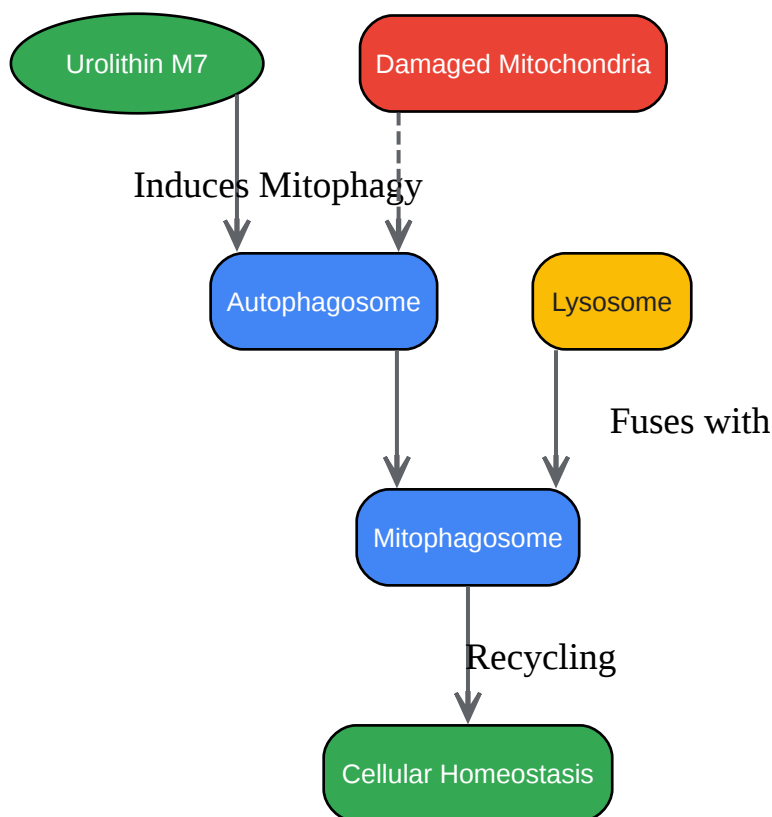 Urolithin M7
Damaged Mitochondria
Induces Mitophagy
Autophagosome
Lysosome
Fuses with
Mitophagosome
Recycling
Cellular Homeostasis